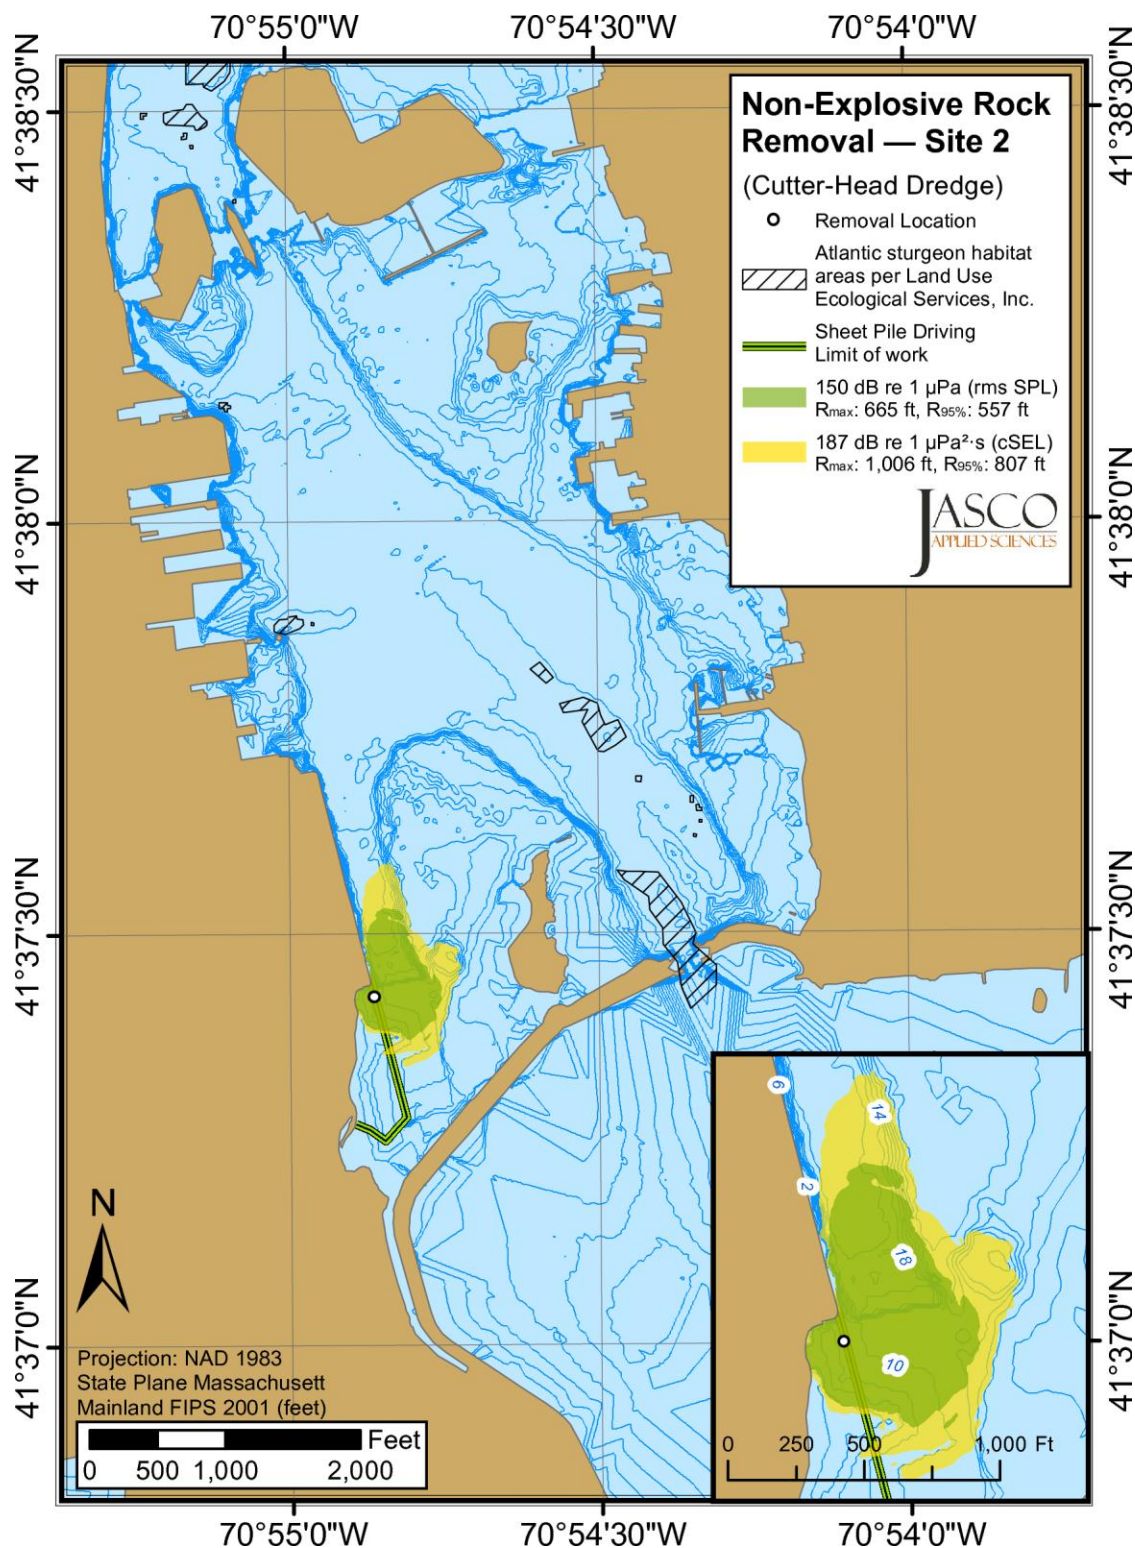 70°55'0"W
70°54'30"W
70°54'0"W
41°38'30"N
41°38'30"N
Non-Explosive Rock
Removal — Site 2
(Cutter-Head Dredge)
Removal Location
Atlantic sturgeon habitat
areas per Land Use
Ecological Services, Inc.
Sheet Pile Driving
Limit of work
150 dB re 1 µPa (rms SPL)
Rmax: 665 ft, R95%: 557 ft
187 dB re 1 µPa²·s (cSEL)
Rmax: 1,006 ft, R95%: 807 ft
JASCO
APPLIED SCIENCES
41°38'0"N
41°38'0"N
41°37'30"N
41°37'30"N
6
14
2
18
10
0 250 500 1,000 Ft
N
41°37'0"N
41°37'0"N
Projection: NAD 1983
State Plane Massachusett
Mainland FIPS 2001 (feet)
Feet
0 500 1,000 2,000
70°55'0"W
70°54'30"W
70°54'0"W